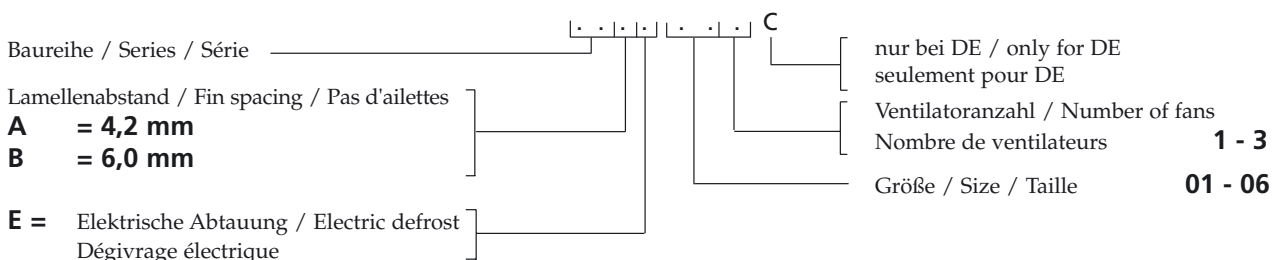 . . . . . . . C
Baureihe / Series / Série
nur bei DE / only for DE
seulement pour DE
Lamellenabstand / Fin spacing / Pas d'ailettes
A = 4,2 mm
B = 6,0 mm
Ventilatoranzahl / Number of fans
Nombre de ventilateurs 1 - 3
Größe / Size / Taille 01 - 06
E = Elektrische Abtauung / Electric defrost
Dégivrage électrique